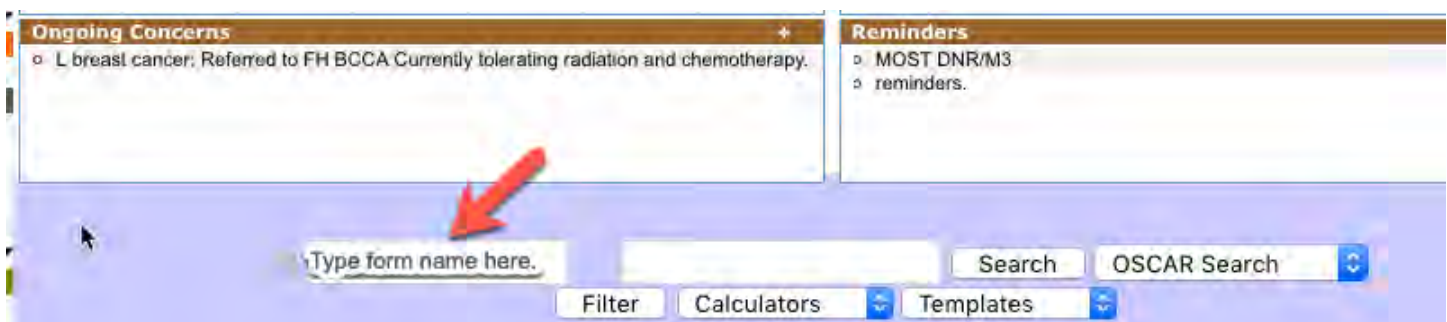 Ongoing Concerns +
L breast cancer: Referred to FH BCCA Currently tolerating radiation and chemotherapy.
Reminders
MOST DNR/M3
reminders.
Type form name here.
Search
OSCAR Search
Filter
Calculators
Templates